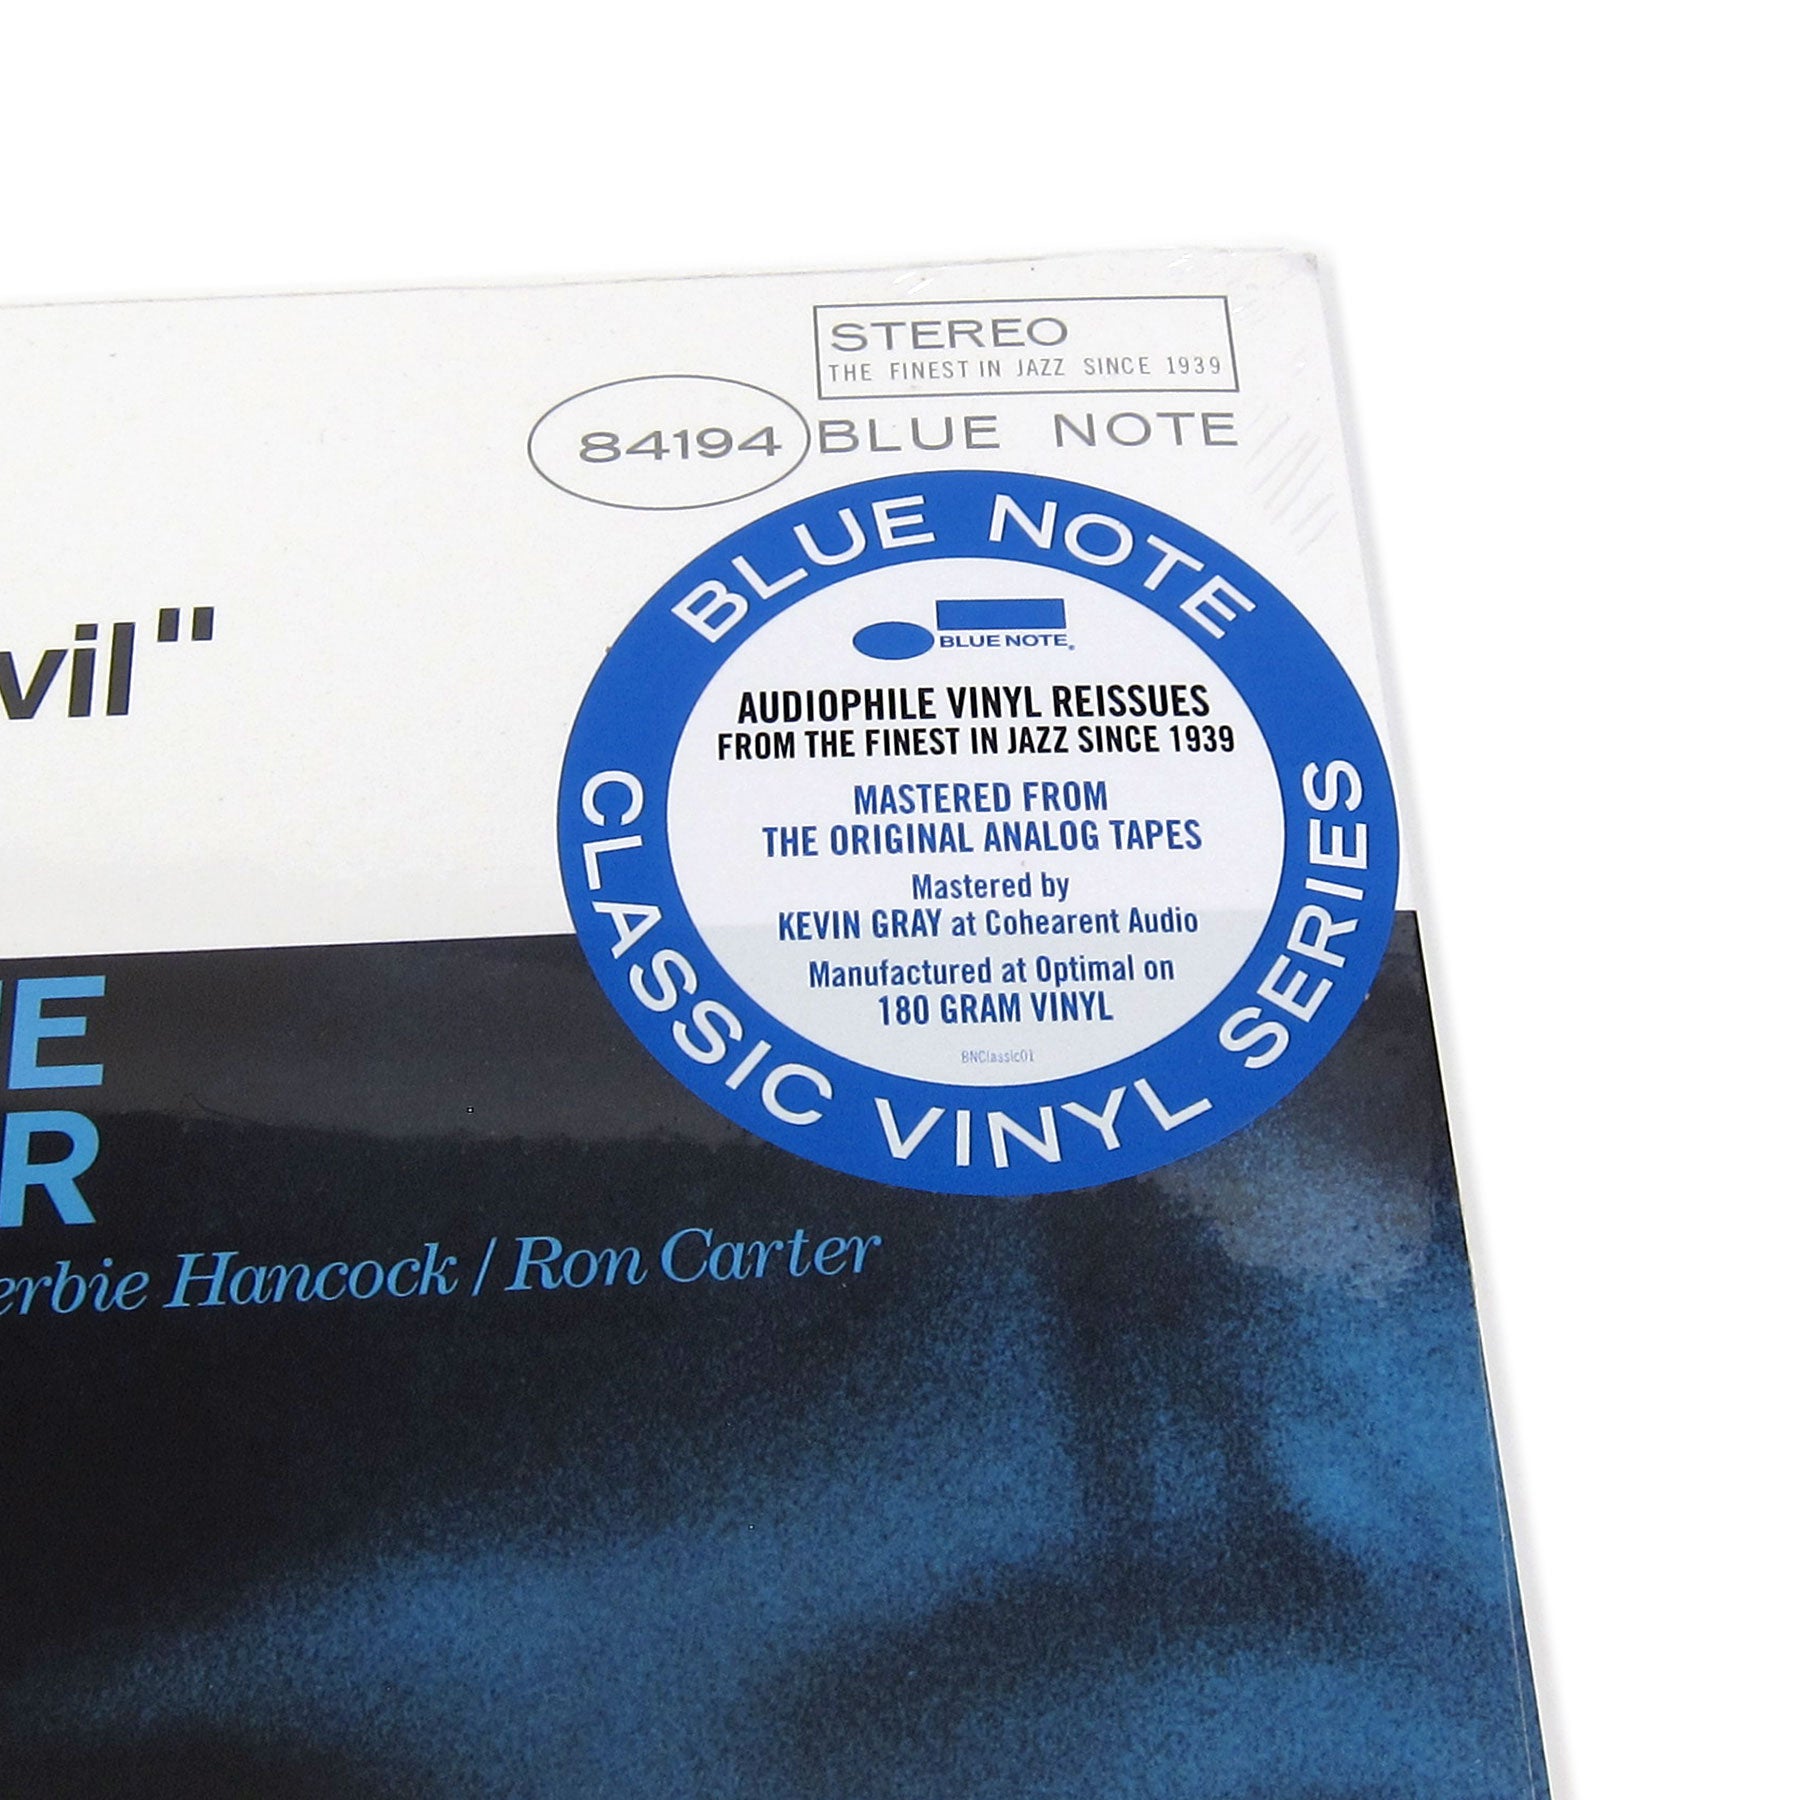 STEREO
THE FINEST IN JAZZ SINCE 1939
84194 BLUE NOTE
vil"
BLUE NOTE
BLUE NOTE
AUDIOPHILE VINYL REISSUES
FROM THE FINEST IN JAZZ SINCE 1939
MASTERED FROM
THE ORIGINAL ANALOG TAPES
Mastered by
KEVIN GRAY at Cohearent Audio
Manufactured at Optimal on
180 GRAM VINYL
BNClassic01
CLASSIC VINYL SERIES
E
R
erbie Hancock / Ron Carter